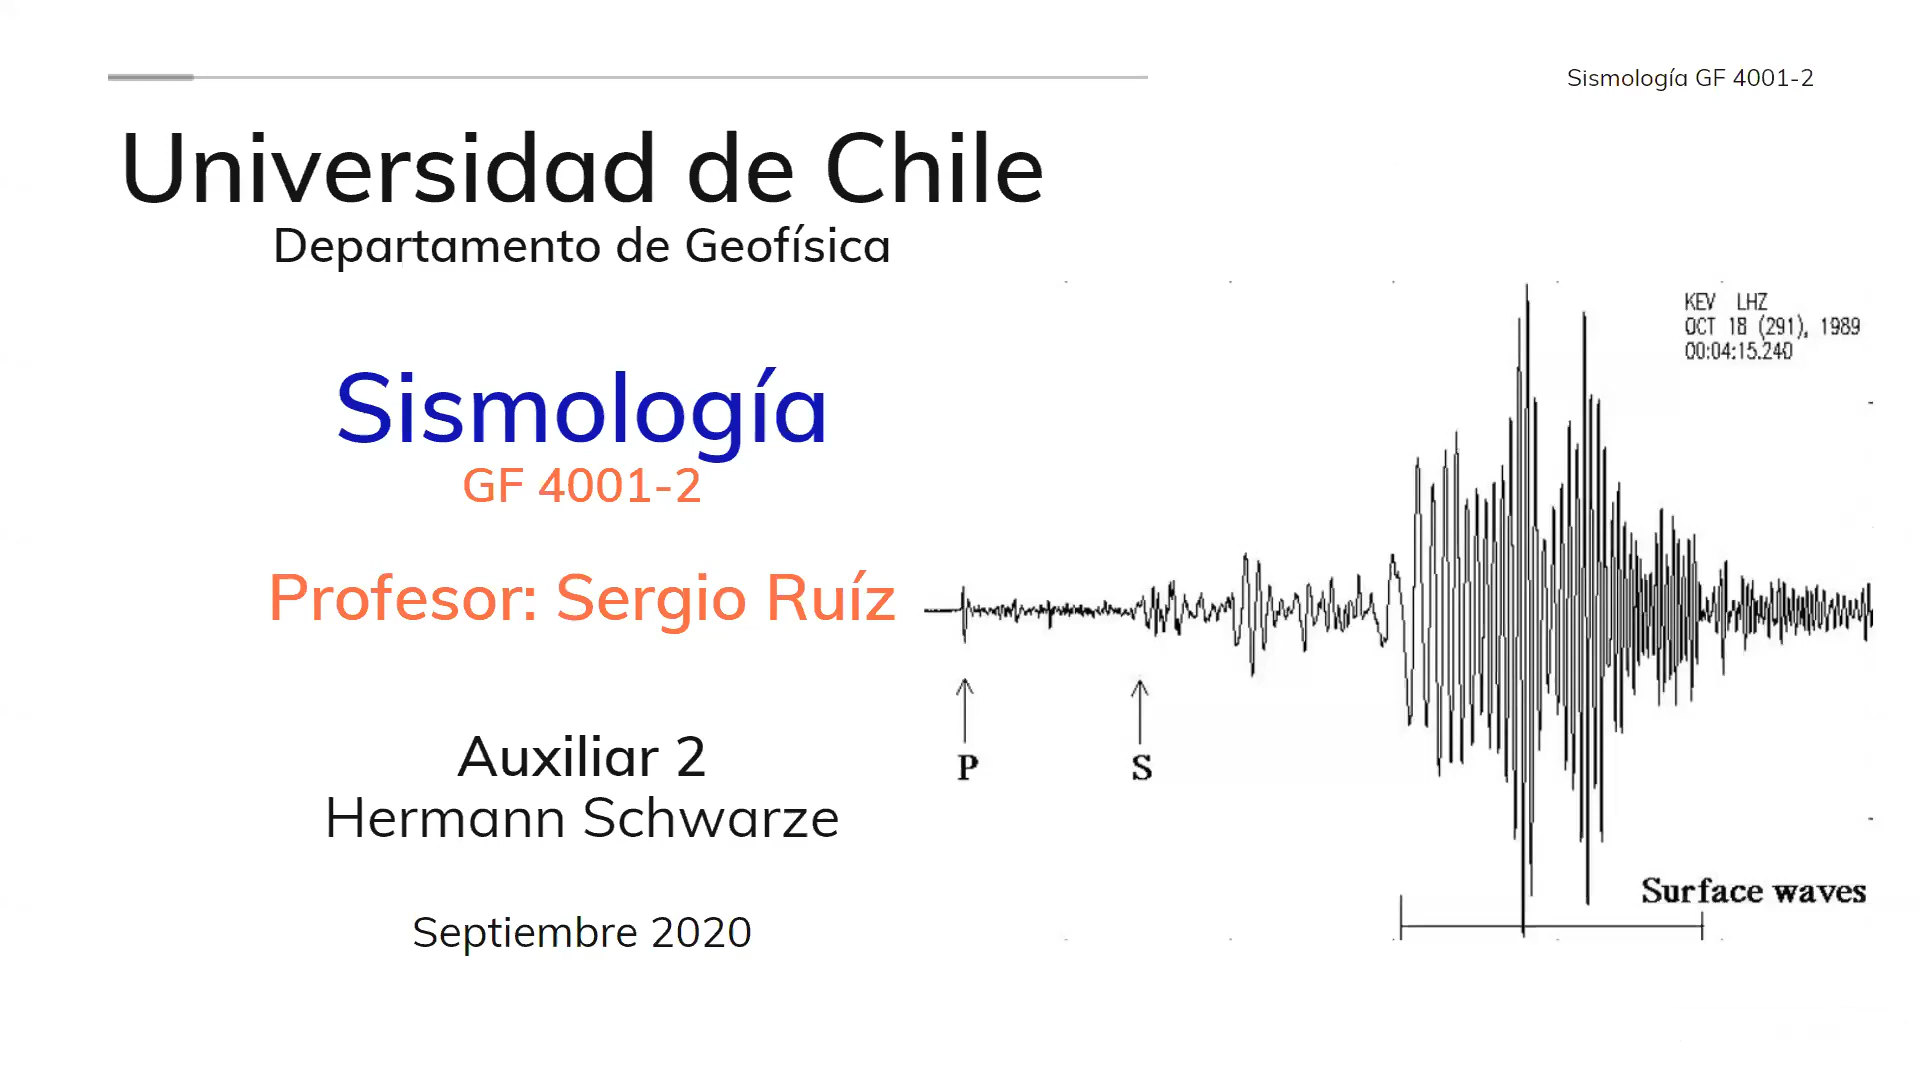 Sismología GF 4001-2
Universidad de Chile
Departamento de Geofísica
Sismología
GF 4001-2
Profesor: Sergio Ruíz
Auxiliar 2
Hermann Schwarze
Septiembre 2020
KEV LHZ
OCT 18 (291), 1989
00:04:15.240
P
S
Surface waves